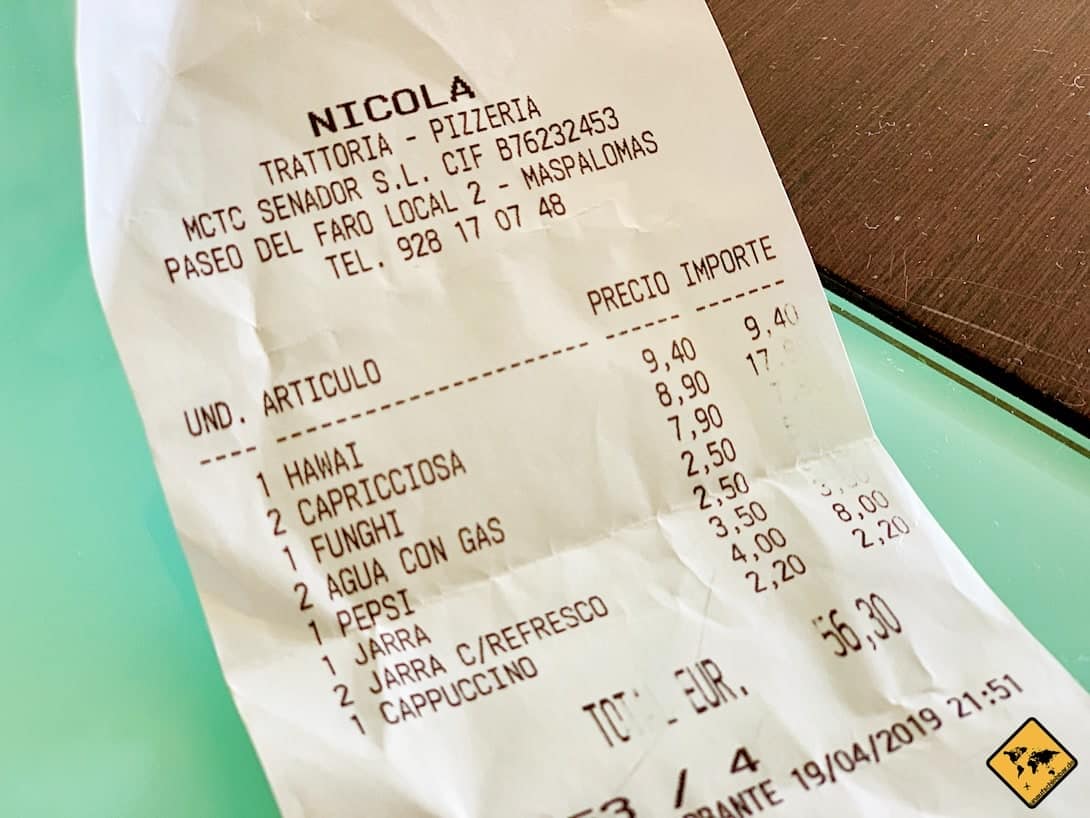 NICOLA
TRATTORIA - PIZZERIA
MCTC SENADOR S.L. CIF B76232453
PASEO DEL FARO LOCAL 2 - MASPALOMAS
TEL. 928 17 07 48
UND. ARTICULO PRECIO IMPORTE
1 HAWAI 9,40 9,40
2 CAPRICCIOSA 8,90
1 FUNGHI 7,90
2 AGUA CON GAS 2,50
1 PEPSI 2,50
1 JARRA 3,50
2 JARRA C/REFRESCO 4,00 8,00
1 CAPPUCCINO 2,20 2,20
TOTAL EUR. 56,30
/ 4
19/04/2019 21:51